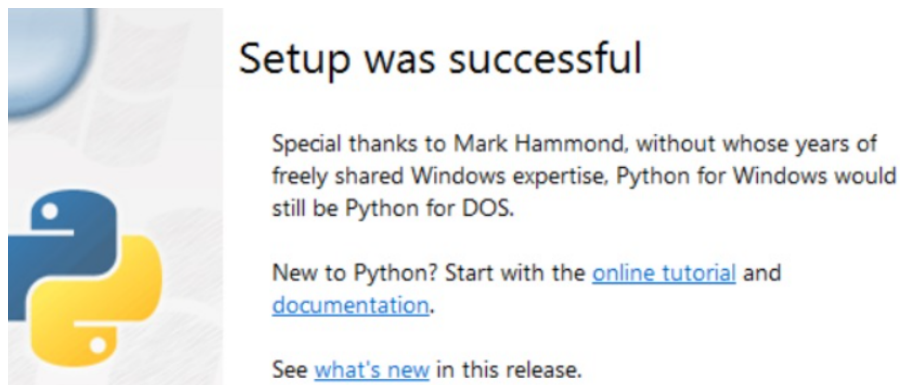 Setup was successful
Special thanks to Mark Hammond, without whose years of
freely shared Windows expertise, Python for Windows would
still be Python for DOS.
New to Python? Start with the online tutorial and
documentation.
See what's new in this release.